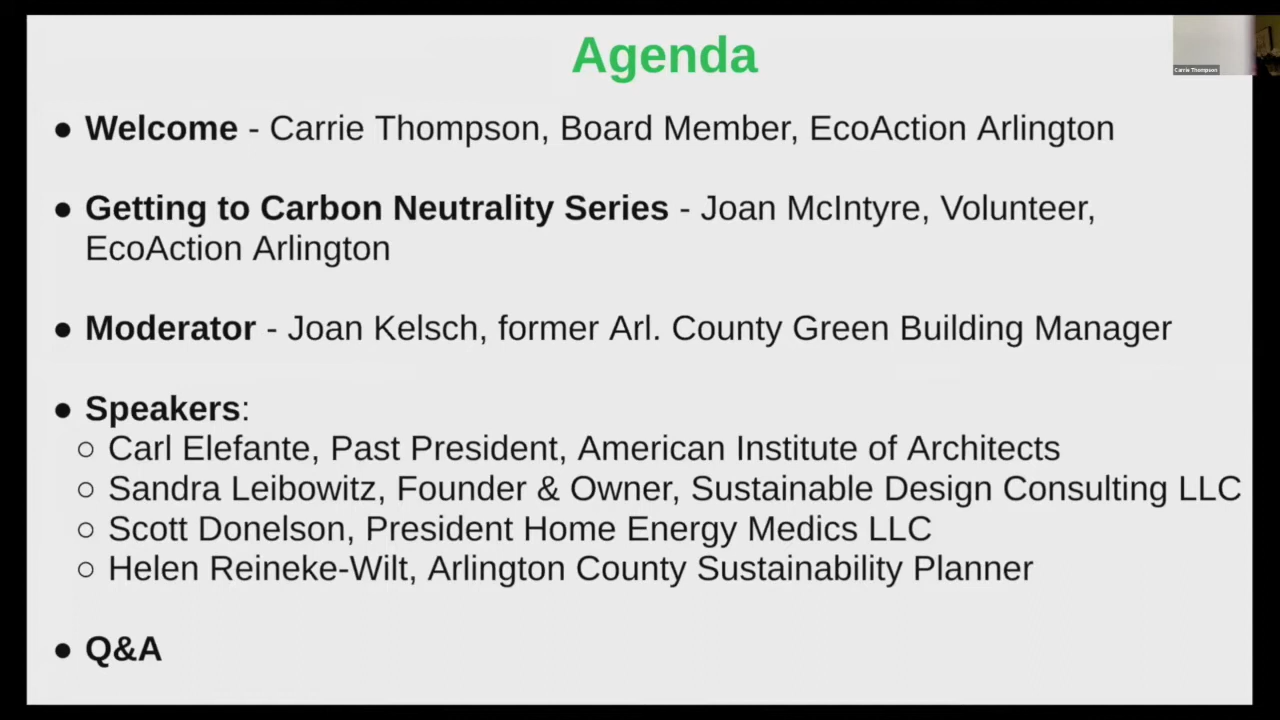 Agenda
Carrie Thompson
● Welcome - Carrie Thompson, Board Member, EcoAction Arlington
● Getting to Carbon Neutrality Series - Joan McIntyre, Volunteer,
EcoAction Arlington
● Moderator - Joan Kelsch, former Arl. County Green Building Manager
● Speakers:
○ Carl Elefante, Past President, American Institute of Architects
○ Sandra Leibowitz, Founder & Owner, Sustainable Design Consulting LLC
○ Scott Donelson, President Home Energy Medics LLC
○ Helen Reineke-Wilt, Arlington County Sustainability Planner
● Q&A